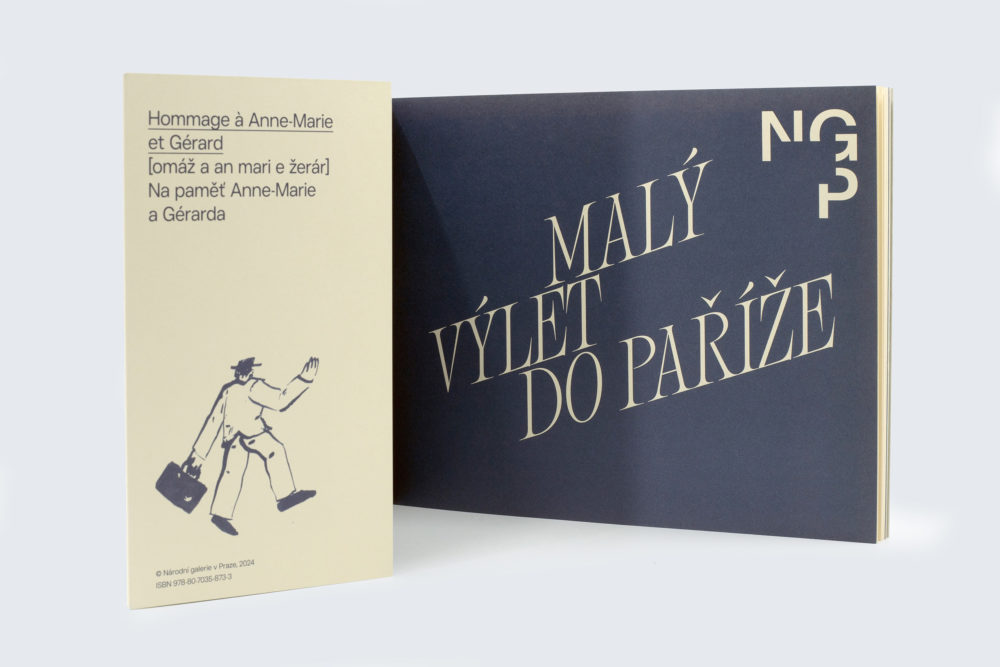 Hommage à Anne-Marie
et Gérard
[omáž a an mari e žerár]
Na paměť Anne-Marie
a Gérarda
© Národní galerie v Praze, 2024
ISBN 978-80-7035-873-3
NG
P
MALÝ
VÝLET
DO PAŘÍŽE